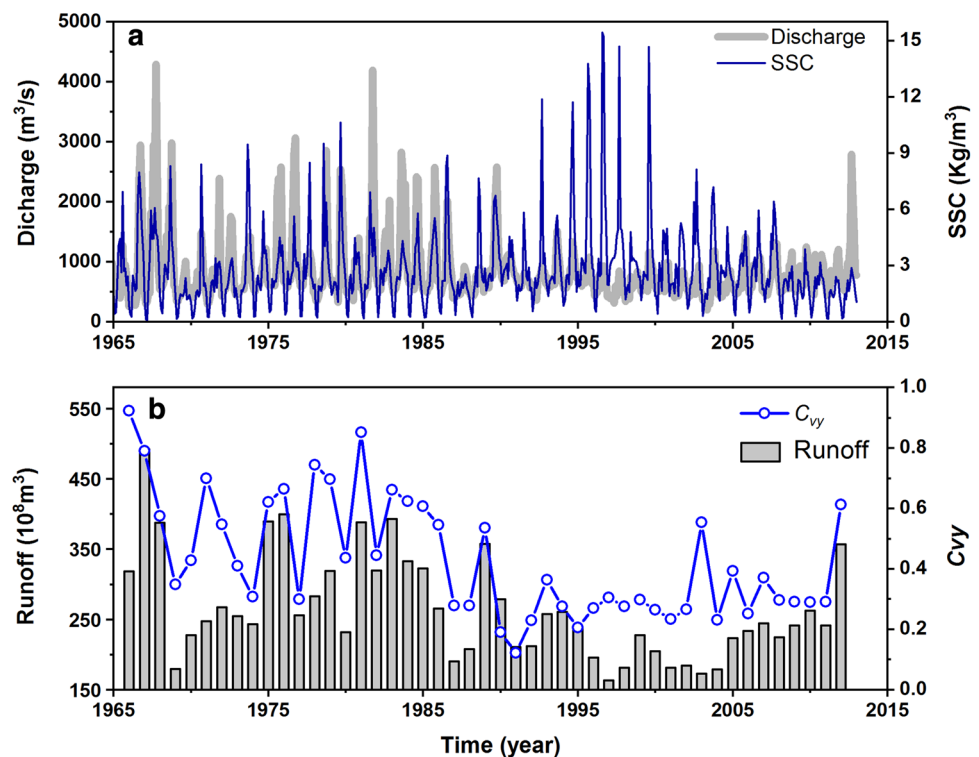 a
Discharge
SSC
Dicharge (m³/s)
5000
4000
3000
2000
1000
0
SSC (Kg/m³)
15
12
9
6
3
0
1965 1975 1985 1995 2005 2015
b
Cvy
Runoff
Runoff (10⁸m³)
550
450
350
250
150
Cvy
1.0
0.8
0.6
0.4
0.2
0.0
1965 1975 1985 1995 2005 2015
Time (year)